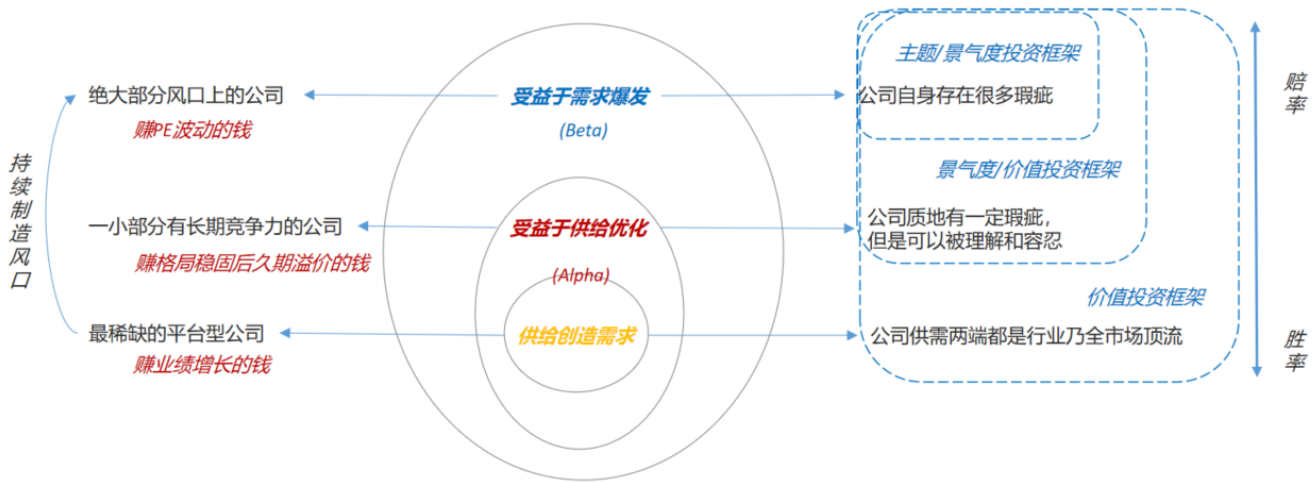 主题/景气度投资框架
绝大部分风口上的公司
受益于需求爆发
公司自身存在很多瑕疵
赔率
赚PE波动的钱
(Beta)
持续制造风口
景气度/价值投资框架
一小部分有长期竞争力的公司
受益于供给优化
公司质地有一定瑕疵，
但是可以被理解和容忍
赚格局稳固后久期溢价的钱
(Alpha)
价值投资框架
最稀缺的平台型公司
供给创造需求
公司供需两端都是行业乃全市场顶流
胜率
赚业绩增长的钱